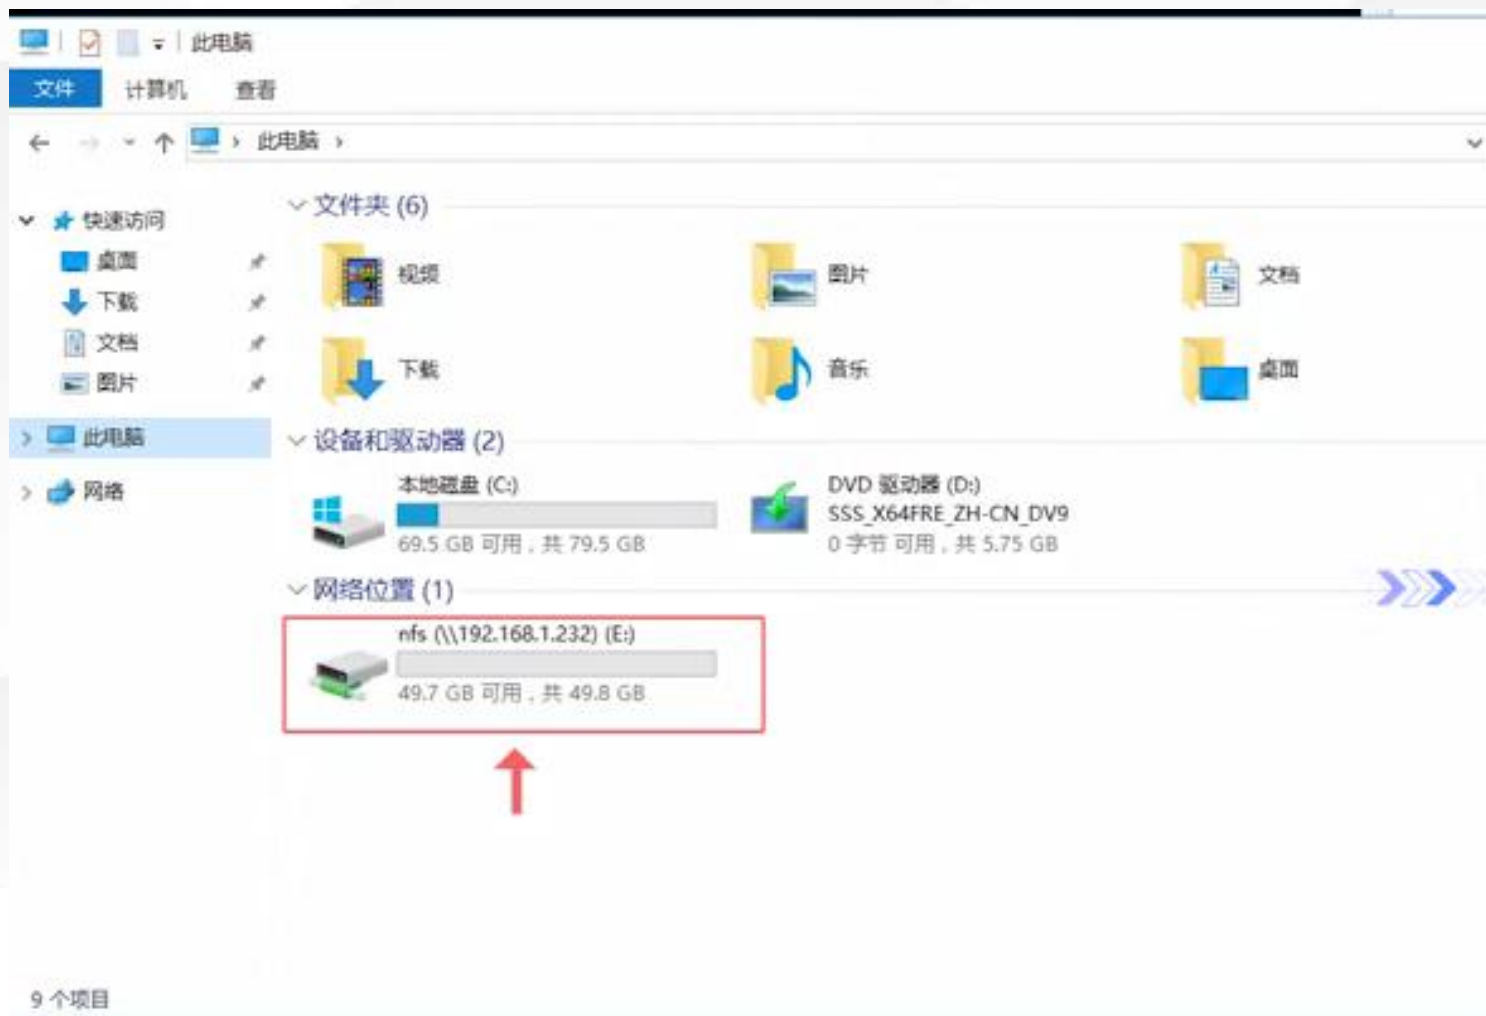 此电脑
文件 计算机 查看
此电脑
快速访问
桌面
下载
文档
图片
此电脑
网络
文件夹 (6)
视频 图片 文档
下载 音乐 桌面
设备和驱动器 (2)
本地磁盘 (C:)
69.5 GB 可用，共 79.5 GB
DVD 驱动器 (D:)
SSS_X64FRE_ZH-CN_DV9
0 字节 可用，共 5.75 GB
网络位置 (1)
nfs (\\192.168.1.232) (E:)
49.7 GB 可用，共 49.8 GB
9 个项目